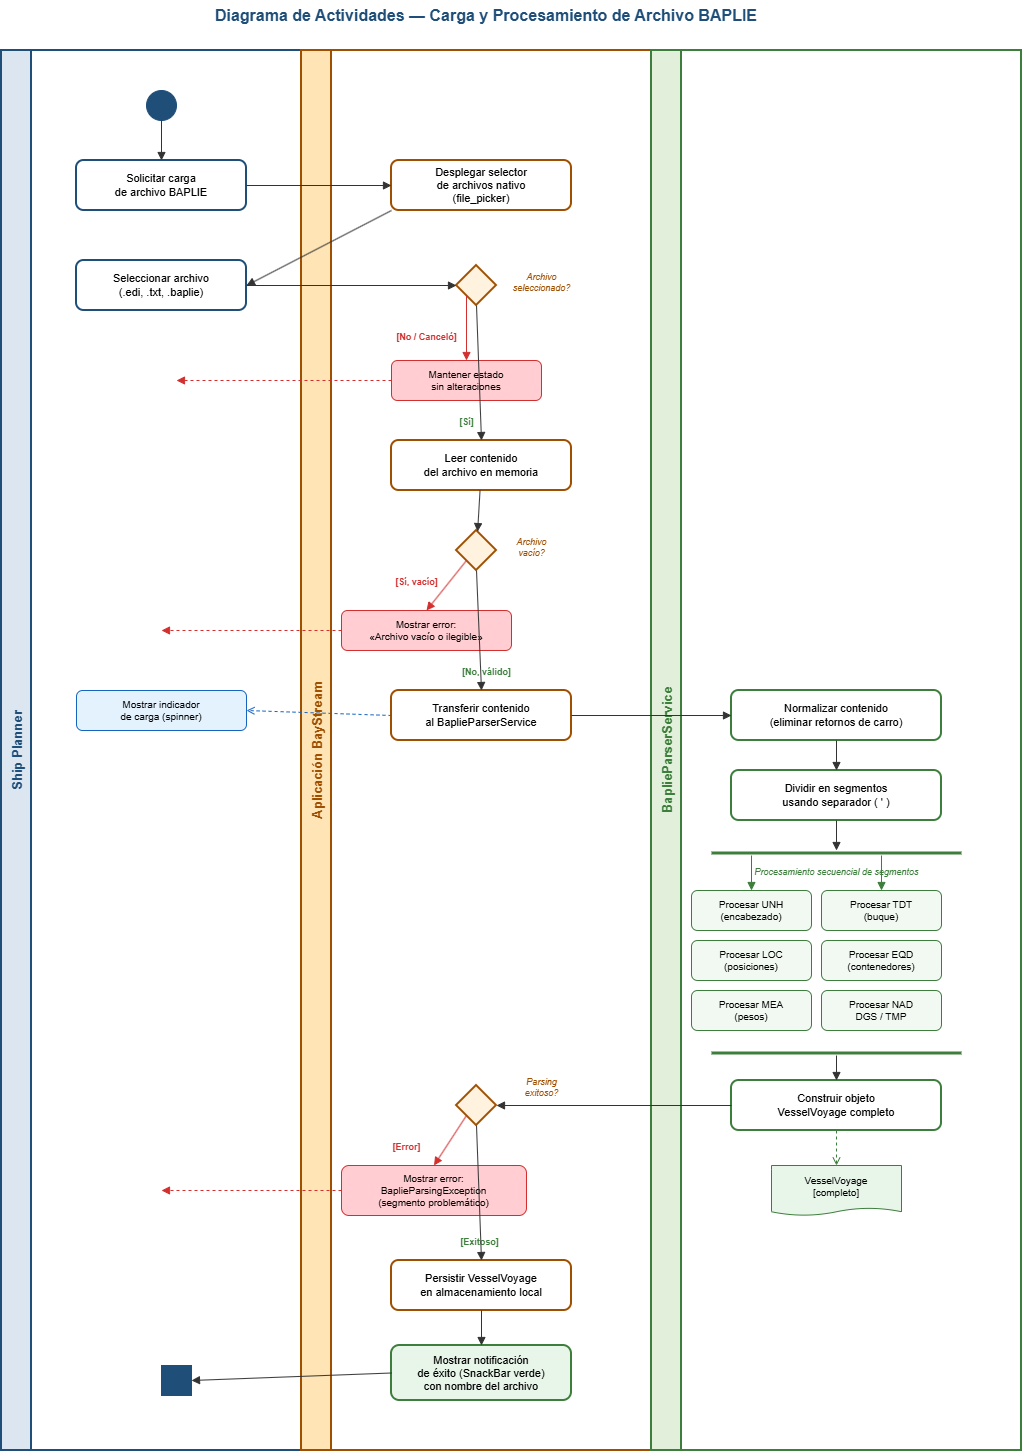 Diagrama de Actividades — Carga y Procesamiento de Archivo BAPLIE
Ship Planner
Aplicación BayStream
BaplieParserService
Solicitar carga
de archivo BAPLIE
Desplegar selector
de archivos nativo
(file_picker)
Seleccionar archivo
(.edi, .txt, .baplie)
Archivo
seleccionado?
[No / Canceló]
Mantener estado
sin alteraciones
[Sí]
Leer contenido
del archivo en memoria
Archivo
vacío?
[Sí, vacío]
Mostrar error:
«Archivo vacío o ilegible»
[No, válido]
Mostrar indicador
de carga (spinner)
Transferir contenido
al BaplieParserService
Normalizar contenido
(eliminar retornos de carro)
Dividir en segmentos
usando separador ( ' )
Procesamiento secuencial de segmentos
Procesar UNH
(encabezado)
Procesar TDT
(buque)
Procesar LOC
(posiciones)
Procesar EQD
(contenedores)
Procesar MEA
(pesos)
Procesar NAD
DGS / TMP
Parsing
exitoso?
Construir objeto
VesselVoyage completo
[Error]
Mostrar error:
BaplieParsingException
(segmento problemático)
VesselVoyage
[completo]
[Exitoso]
Persistir VesselVoyage
en almacenamiento local
Mostrar notificación
de éxito (SnackBar verde)
con nombre del archivo